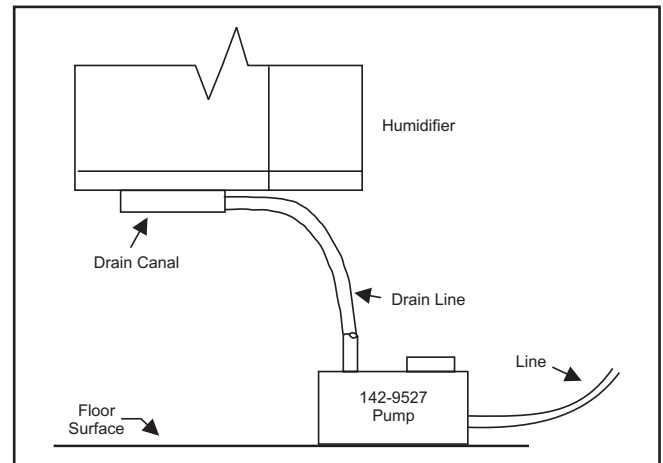 Humidifier
Drain Canal
Drain Line
Line
142-9527
Pump
Floor
Surface